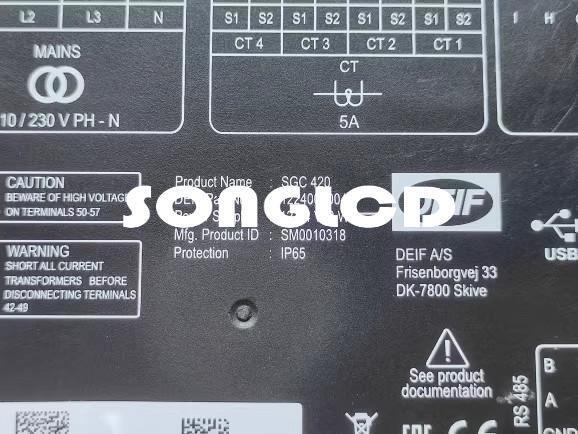 L2 L3 N
S1 S2 S1 S2 S1 S2 S1 S2
CT 4 CT 3 CT 2 CT 1
MAINS
10 / 230 V PH - N
CT
5A
CAUTION
BEWARE OF HIGH VOLTAGE
ON TERMINALS 50-57
WARNING
SHORT ALL CURRENT
TRANSFORMERS BEFORE
DISCONNECTING TERMINALS
42-49
Product Name : SGC 420
SONGLCD
Mfg. Product ID : SM0010318
Protection : IP65
DEIF
DEIF A/S
Frisenborgvej 33
DK-7800 Skive
USB
See product
documentation
RS 485
B
A
GND